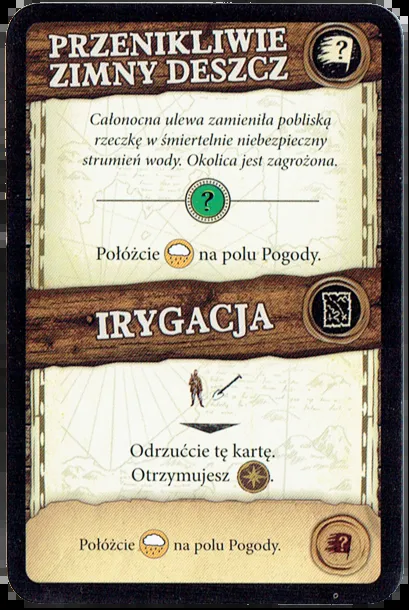 PRZENIKLIWIE
ZIMNY DESZCZ
?
Całonocna ulewa zamieniła pobliską
rzeczkę w śmiertelnie niebezpieczny
strumień wody. Okolica jest zagrożona.
?
Połóżcie na polu Pogody.
IRYGACJA
Odrzućcie tę kartę.
Otrzymujesz .
Połóżcie na polu Pogody.
?